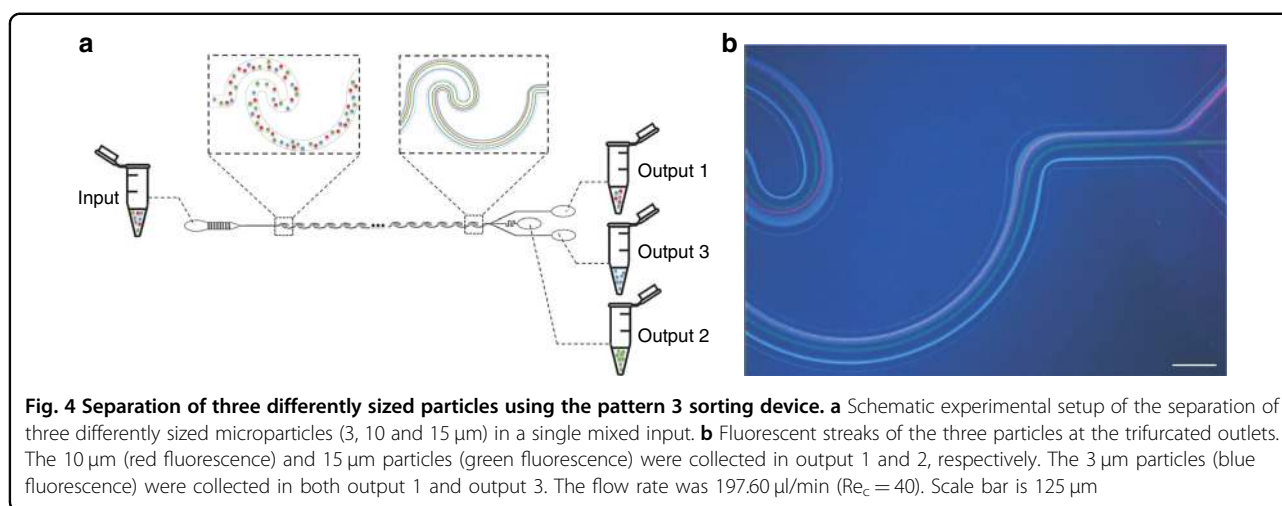 a
b
Input
Output 1
Output 3
Output 2
Fig. 4 Separation of three differently sized particles using the pattern 3 sorting device. a Schematic experimental setup of the separation of
three differently sized microparticles (3, 10 and 15 μm) in a single mixed input. b Fluorescent streaks of the three particles at the trifurcated outlets.
The 10 μm (red fluorescence) and 15 μm particles (green fluorescence) were collected in output 1 and 2, respectively. The 3 μm particles (blue
fluorescence) were collected in both output 1 and output 3. The flow rate was 197.60 μl/min (Rec = 40). Scale bar is 125 μm